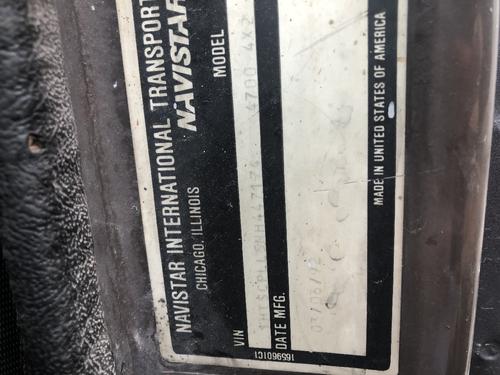 NAVISTAR INTERNATIONAL TRANSPORT
CHICAGO, ILLINOIS NAVISTAR
VIN MODEL
4700 4X2
DATE MFG.
MADE IN UNITED STATES OF AMERICA
1659601C1